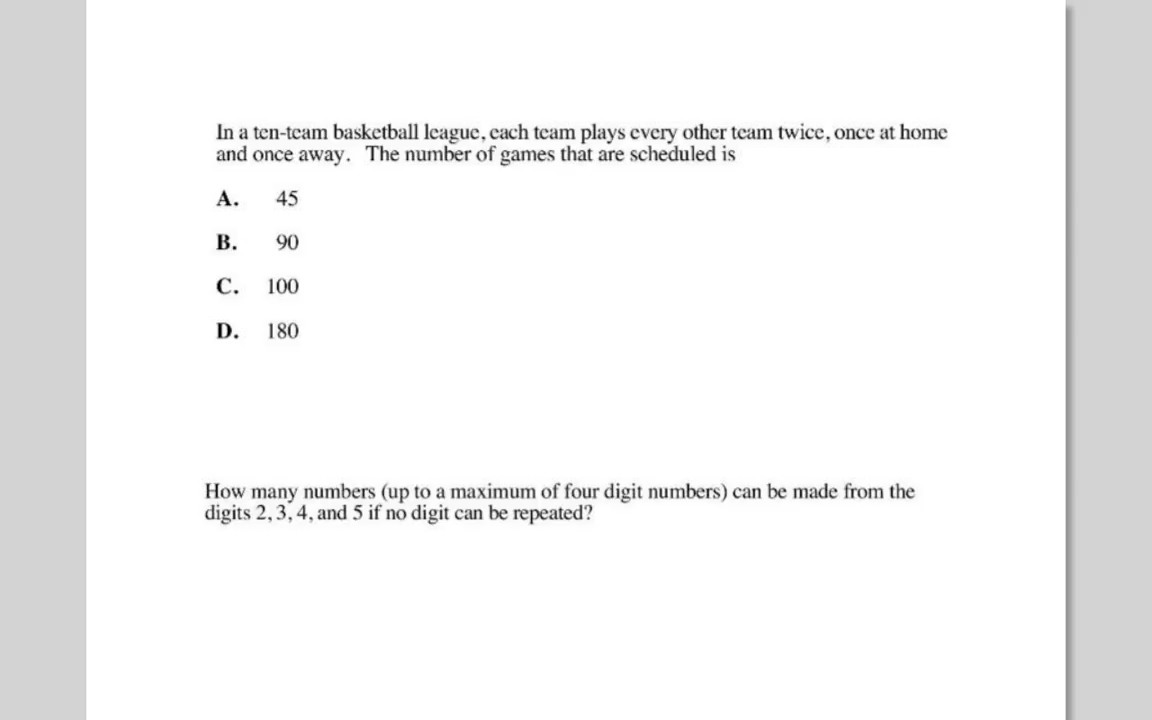 In a ten-team basketball league, each team plays every other team twice, once at home
and once away. The number of games that are scheduled is
A. 45
B. 90
C. 100
D. 180
How many numbers (up to a maximum of four digit numbers) can be made from the
digits 2, 3, 4, and 5 if no digit can be repeated?